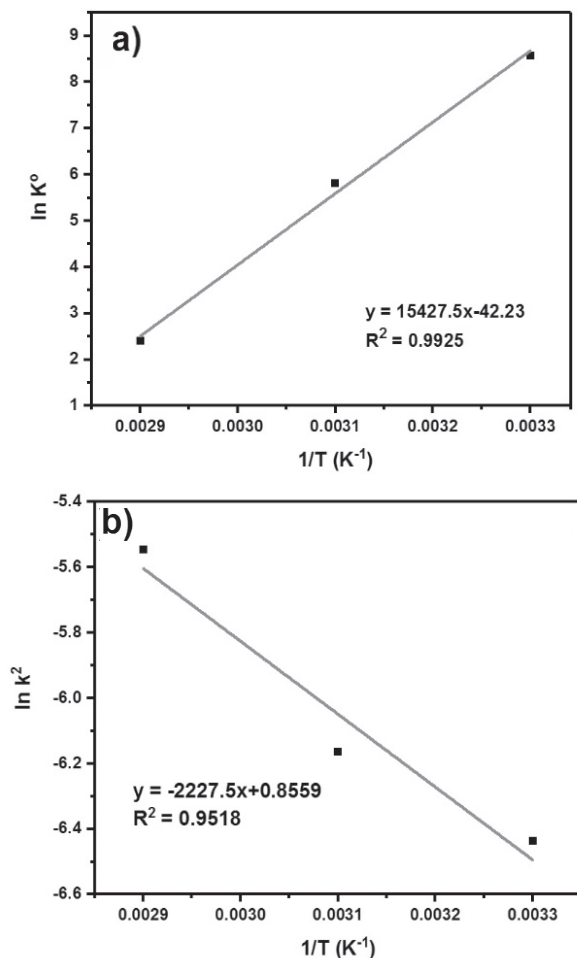 a)
9
8
7
6
5
4
3
2
1
ln Kº
y = 15427.5x-42.23
R² = 0.9925
0.0029 0.0030 0.0031 0.0032 0.0033
1/T (K⁻¹)
b)
-5.4
-5.6
-5.8
-6.0
-6.2
-6.4
-6.6
ln k²
y = -2227.5x+0.8559
R² = 0.9518
0.0029 0.0030 0.0031 0.0032 0.0033
1/T (K⁻¹)